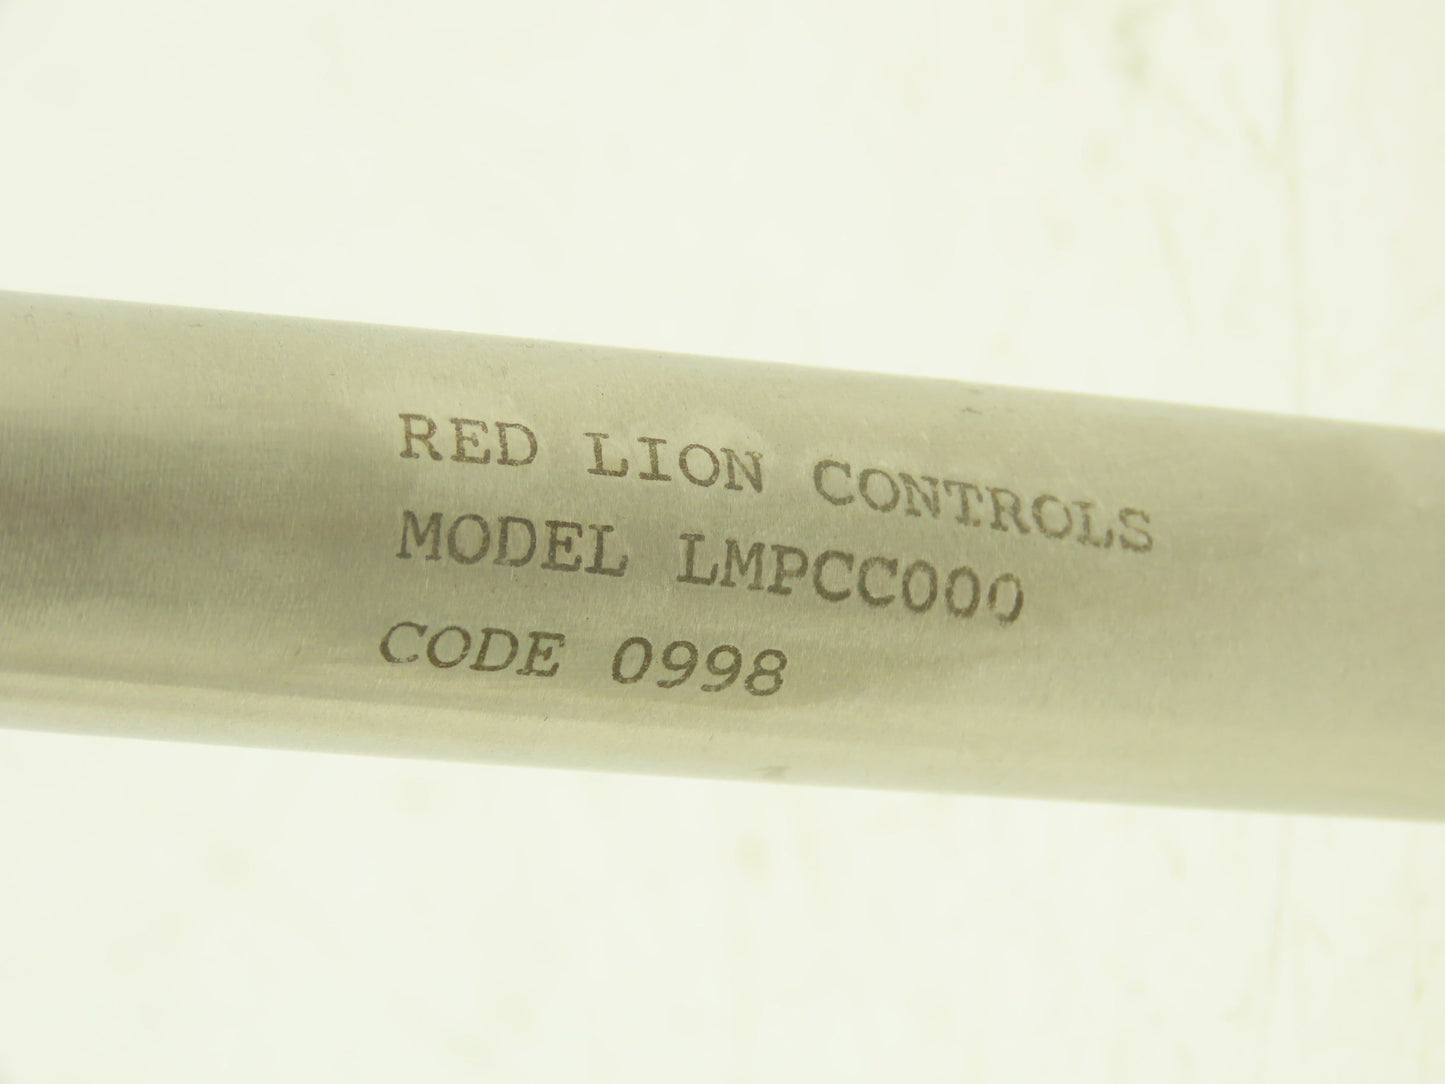 RED LION CONTROLS
MODEL LMPCC000
CODE 0998